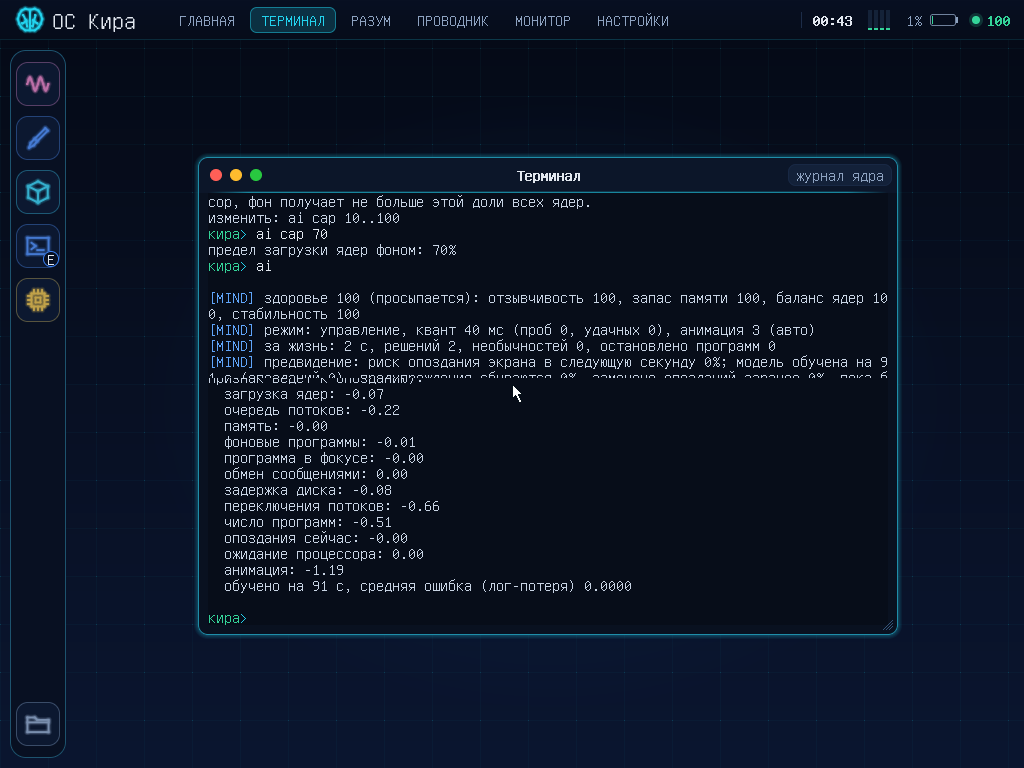 ОС Кира
ГЛАВНАЯ ТЕРМИНАЛ РАЗУМ ПРОВОДНИК МОНИТОР НАСТРОЙКИ
00:43 1% 100
E
Терминал
журнал ядра
сор, фон получает не больше этой доли всех ядер.
изменить: ai cap 10..100
кира> ai cap 70
предел загрузки ядер фоном: 70%
кира> ai
[MIND] здоровье 100 (просыпается): отзывчивость 100, запас памяти 100, баланс ядер 10
0, стабильность 100
[MIND] режим: управление, квант 40 мс (проб 0, удачных 0), анимация 3 (авто)
[MIND] за жизнь: 2 с, решений 2, необычностей 0, остановлено программ 0
[MIND] предвидение: риск опоздания экрана в следующую секунду 0%; модель обучена на 9
загрузка ядер: -0.07
очередь потоков: -0.22
память: -0.00
фоновые программы: -0.01
программа в фокусе: -0.00
обмен сообщениями: 0.00
задержка диска: -0.08
переключения потоков: -0.66
число программ: -0.51
опоздания сейчас: -0.00
ожидание процессора: 0.00
анимация: -1.19
обучено на 91 с, средняя ошибка (лог-потеря) 0.0000
кира>